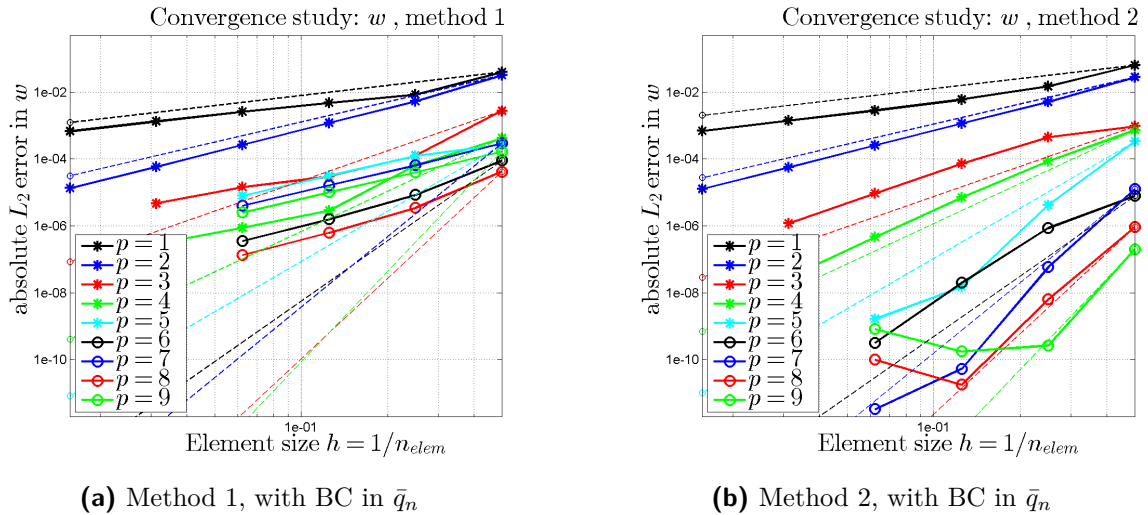 Convergence study: w , method 1
absolute L₂ error in w
1e-02
1e-04
1e-06
1e-08
1e-10
p = 1
p = 2
p = 3
p = 4
p = 5
p = 6
p = 7
p = 8
p = 9
1e-01
Element size h = 1/n_elem
(a) Method 1, with BC in q̄ₙ
Convergence study: w , method 2
absolute L₂ error in w
1e-02
1e-04
1e-06
1e-08
1e-10
p = 1
p = 2
p = 3
p = 4
p = 5
p = 6
p = 7
p = 8
p = 9
1e-01
Element size h = 1/n_elem
(b) Method 2, with BC in q̄ₙ